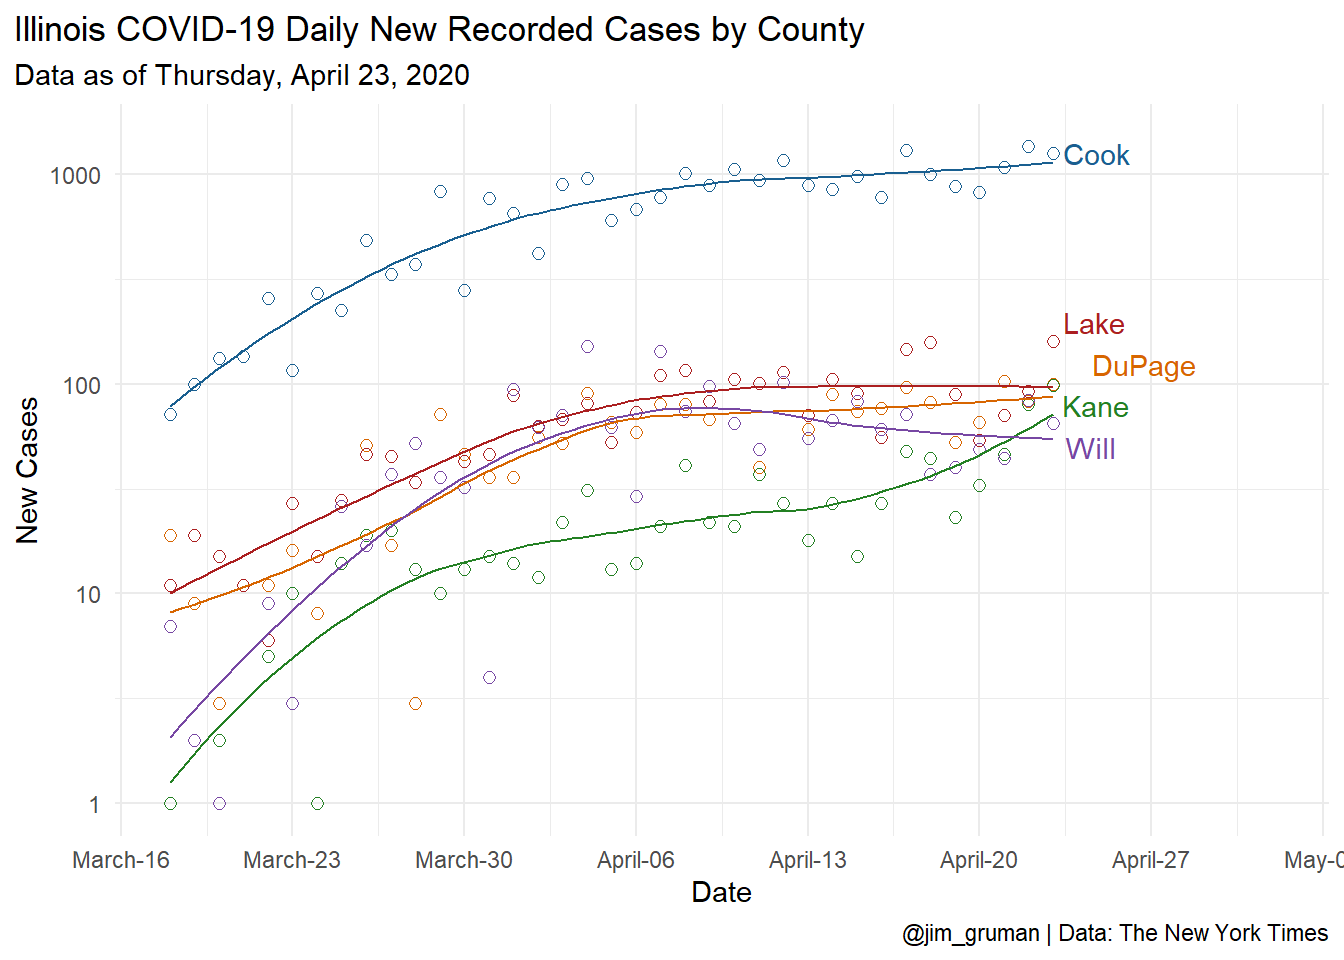 Illinois COVID-19 Daily New Recorded Cases by County
Data as of Thursday, April 23, 2020
New Cases
1000
100
10
1
Cook
Lake
DuPage
Kane
Will
March-16 March-23 March-30 April-06 April-13 April-20 April-27 May-0
Date
@jim_gruman | Data: The New York Times